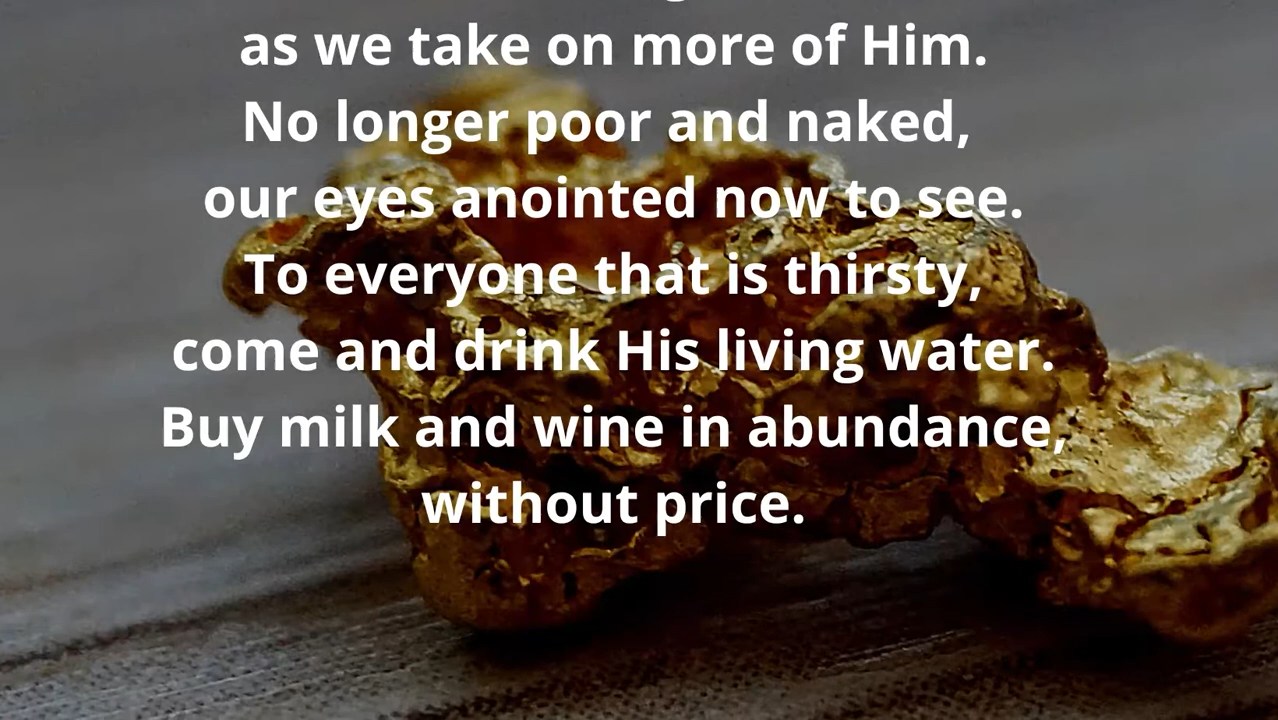 as we take on more of Him.
No longer poor and naked,
our eyes anointed now to see.
To everyone that is thirsty,
come and drink His living water.
Buy milk and wine in abundance,
without price.